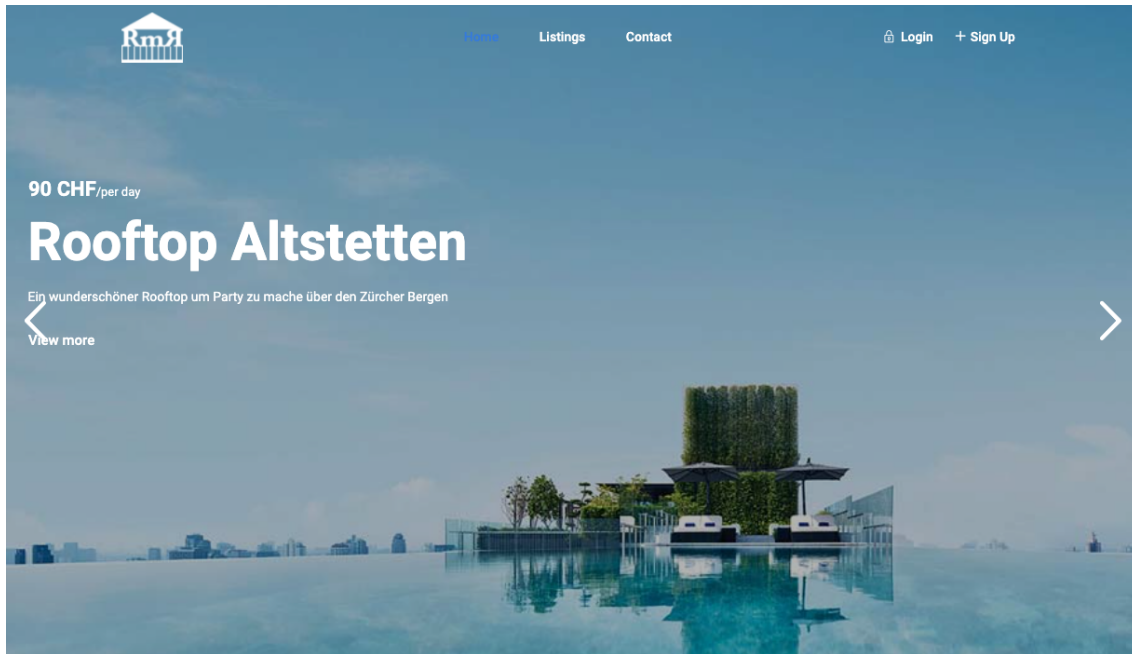 RmЯ
Home Listings Contact Login Sign Up
90 CHF/per day
Rooftop Altstetten
Ein wunderschöner Rooftop um Party zu mache über den Zürcher Bergen
View more